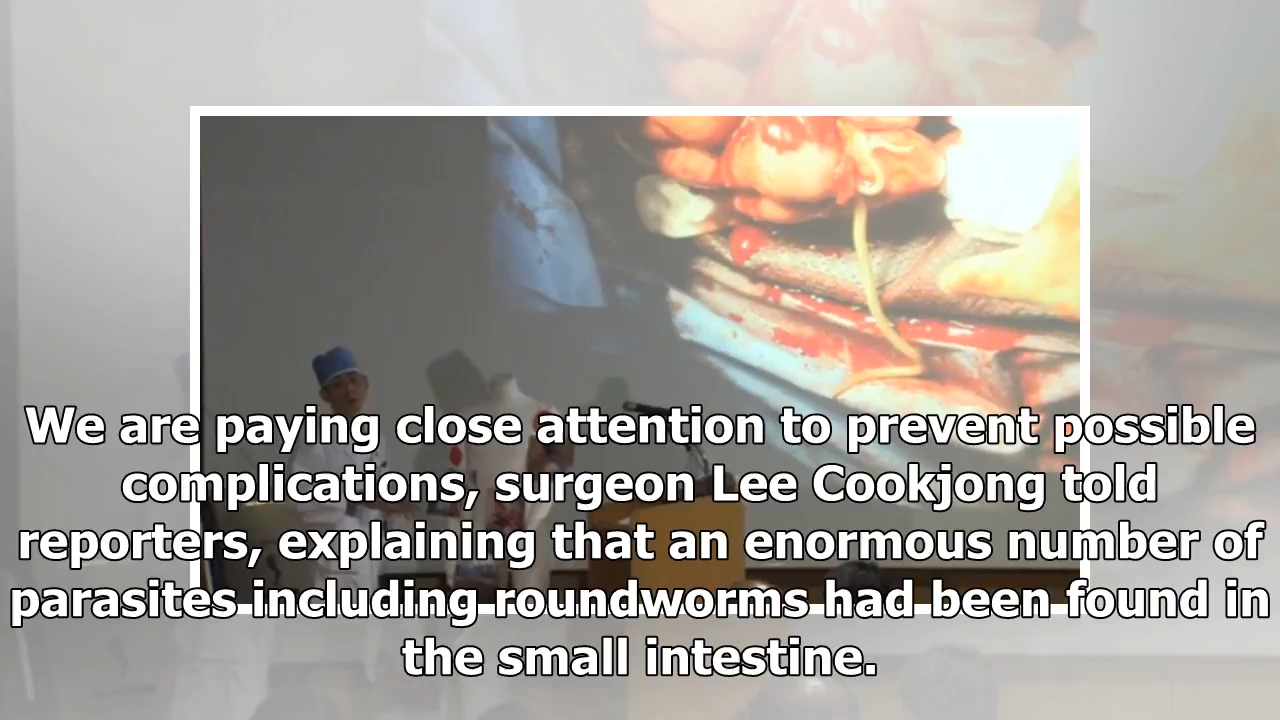 We are paying close attention to prevent possible
complications, surgeon Lee Cookjong told
reporters, explaining that an enormous number of
parasites including roundworms had been found in
the small intestine.